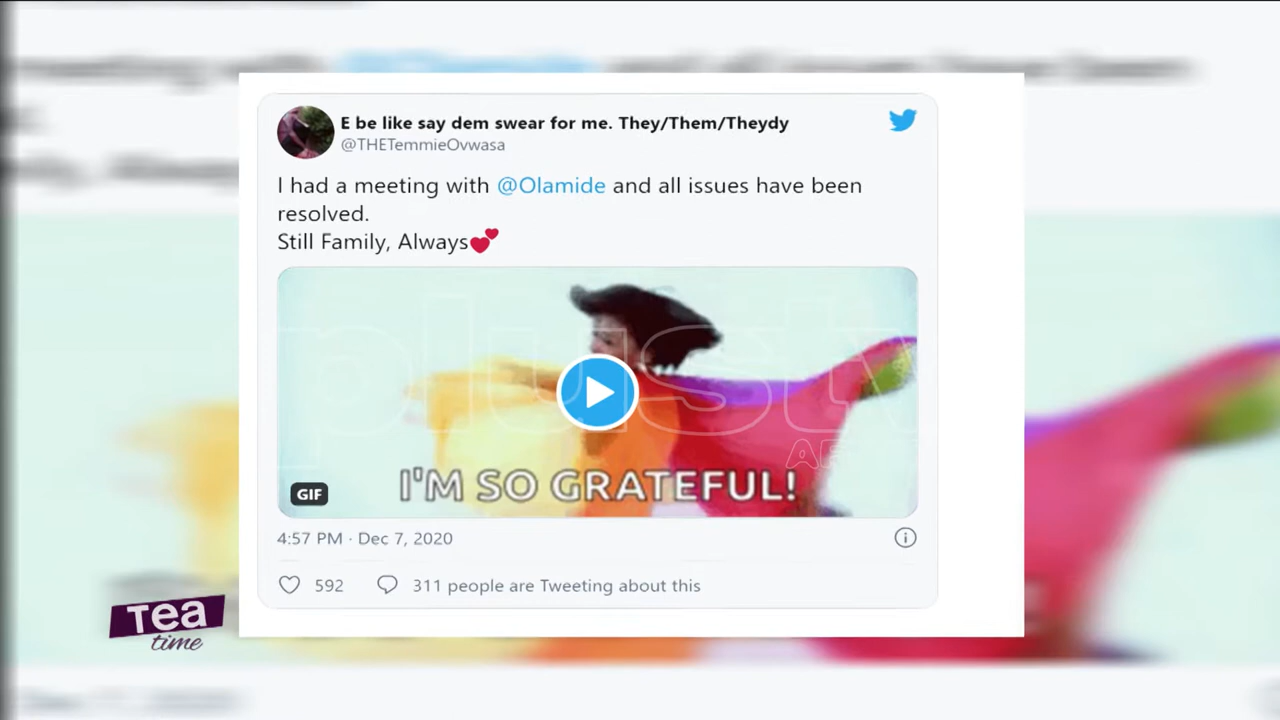 E be like say dem swear for me. They/Them/Theydy
@THETemmieOvwasa
I had a meeting with @Olamide and all issues have been
resolved.
Still Family, Always💕
plustv
AF
I'M SO GRATEFUL!
GIF
4:57 PM · Dec 7, 2020
592
311 people are Tweeting about this
Tea
time